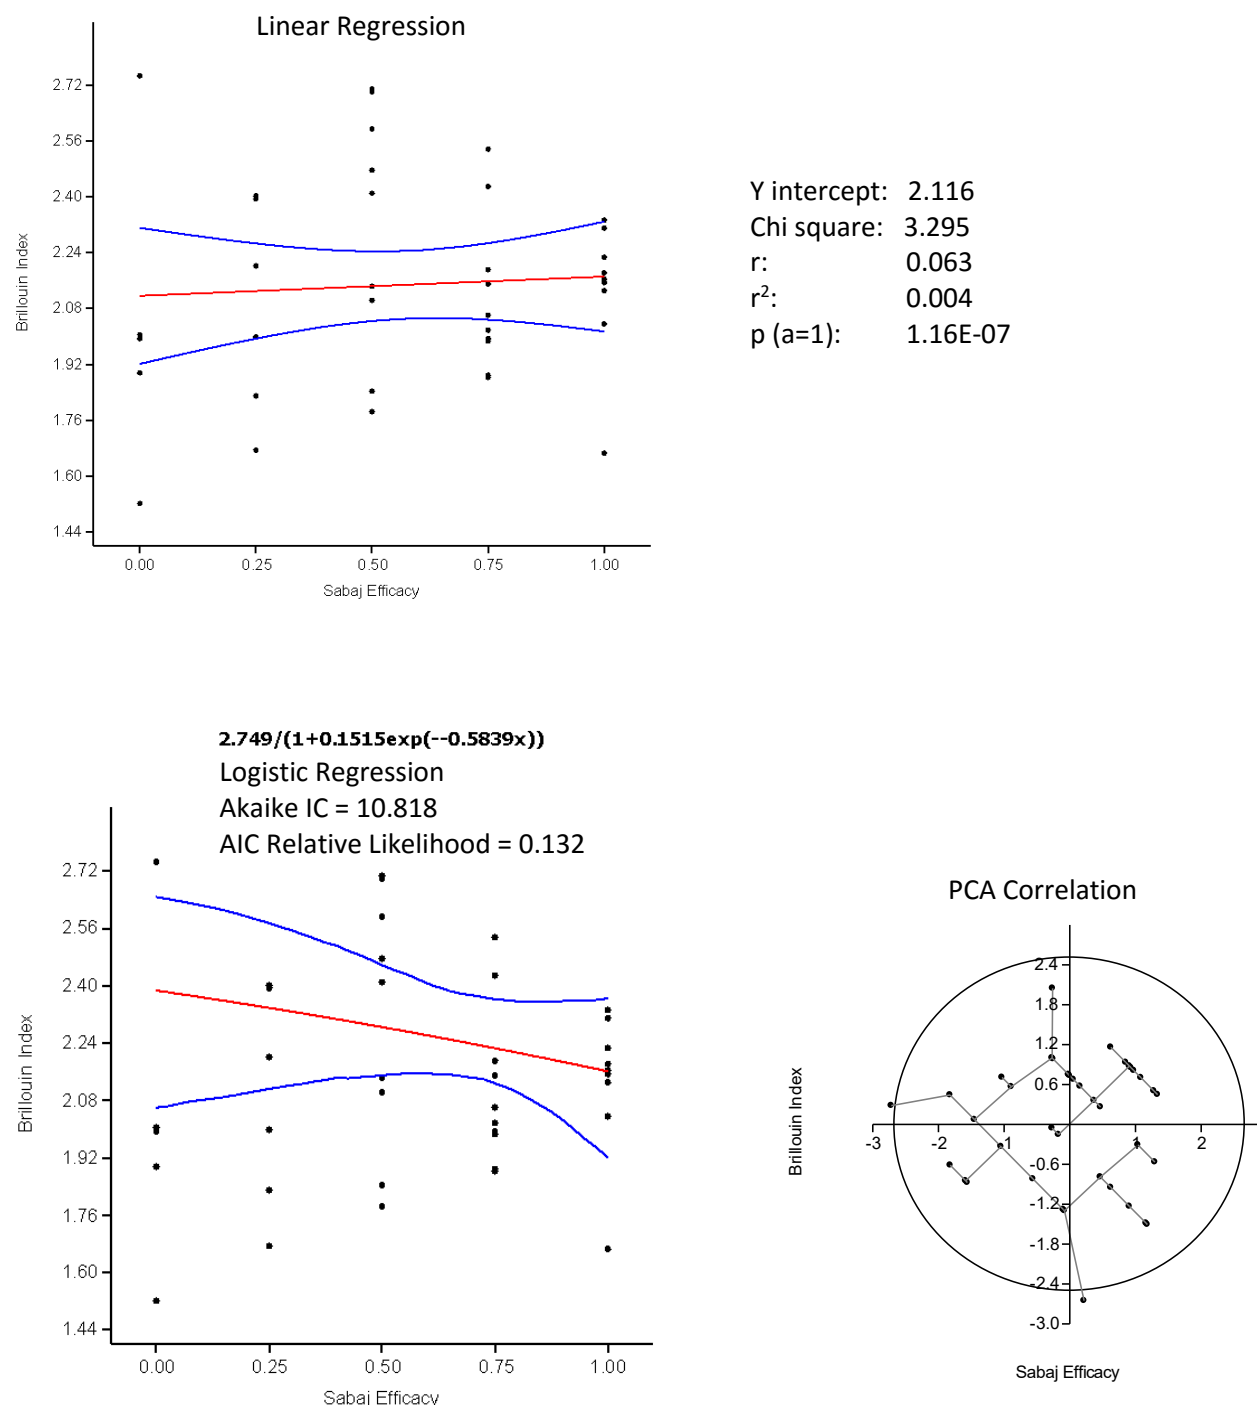 Linear Regression
2.72
2.56
2.40
2.24
2.08
1.92
1.76
1.60
1.44
Brillouin Index
0.00 0.25 0.50 0.75 1.00
Sabaj Efficacy
Y intercept: 2.116
Chi square: 3.295
r: 0.063
r²: 0.004
p (a=1): 1.16E-07
2.749/(1+0.1515exp(--0.5839x))
Logistic Regression
Akaike IC = 10.818
AIC Relative Likelihood = 0.132
2.72
2.56
2.40
2.24
2.08
1.92
1.76
1.60
1.44
Brillouin Index
0.00 0.25 0.50 0.75 1.00
Sabaj Efficacy
PCA Correlation
2.4
1.8
1.2
0.6
-3 -2 -1 1 2
-0.6
-1.2
-1.8
-2.4
-3.0
Brillouin Index
Sabaj Efficacy